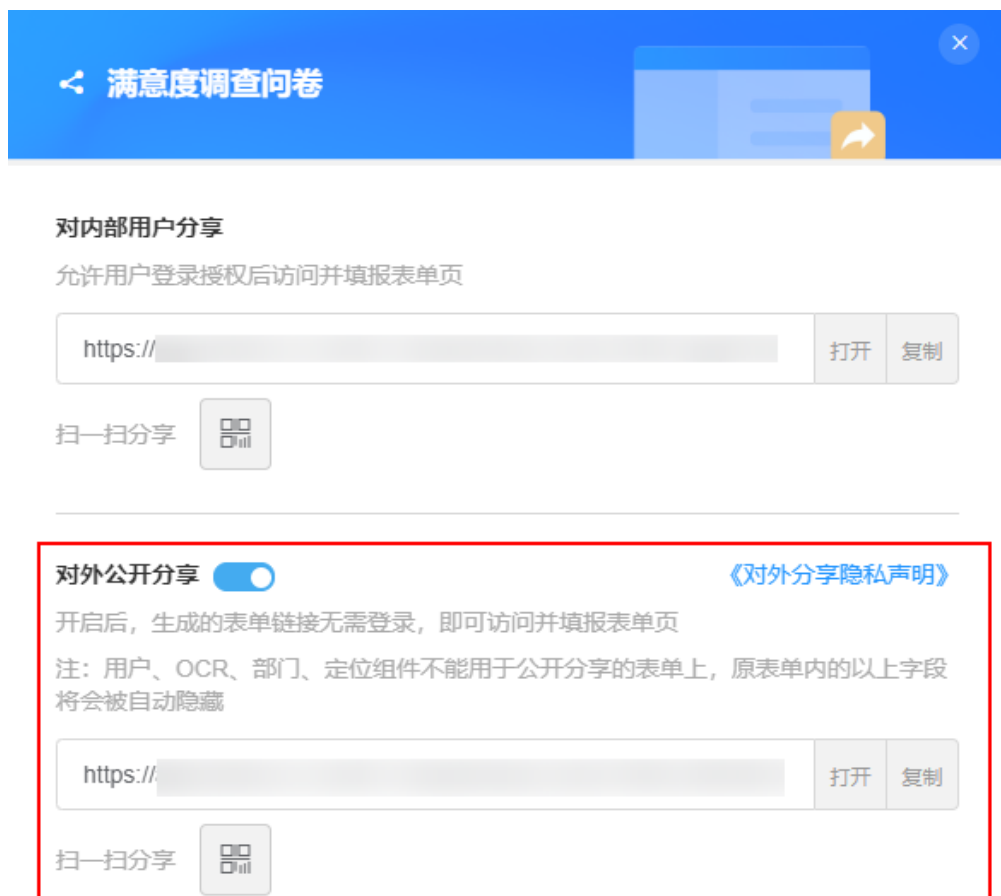 满意度调查问卷
对内部用户分享
允许用户登录授权后访问并填报表单页
https://
打开
复制
扫一扫分享
对外公开分享
《对外分享隐私声明》
开启后，生成的表单链接无需登录，即可访问并填报表单页
注：用户、OCR、部门、定位组件不能用于公开分享的表单上，原表单内的以上字段
将会被自动隐藏
https://
打开
复制
扫一扫分享